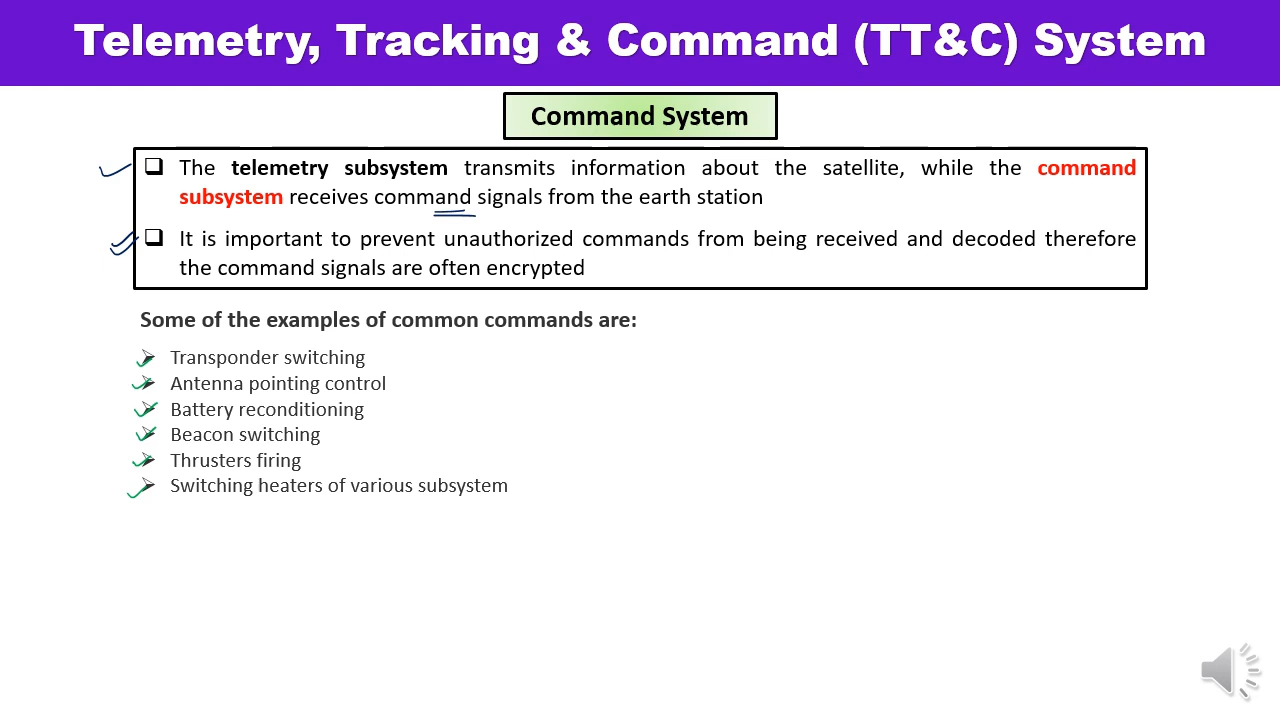 Telemetry, Tracking & Command (TT&C) System
Command System
The telemetry subsystem transmits information about the satellite, while the command
subsystem receives command signals from the earth station
It is important to prevent unauthorized commands from being received and decoded therefore
the command signals are often encrypted
Some of the examples of common commands are:
Transponder switching
Antenna pointing control
Battery reconditioning
Beacon switching
Thrusters firing
Switching heaters of various subsystem